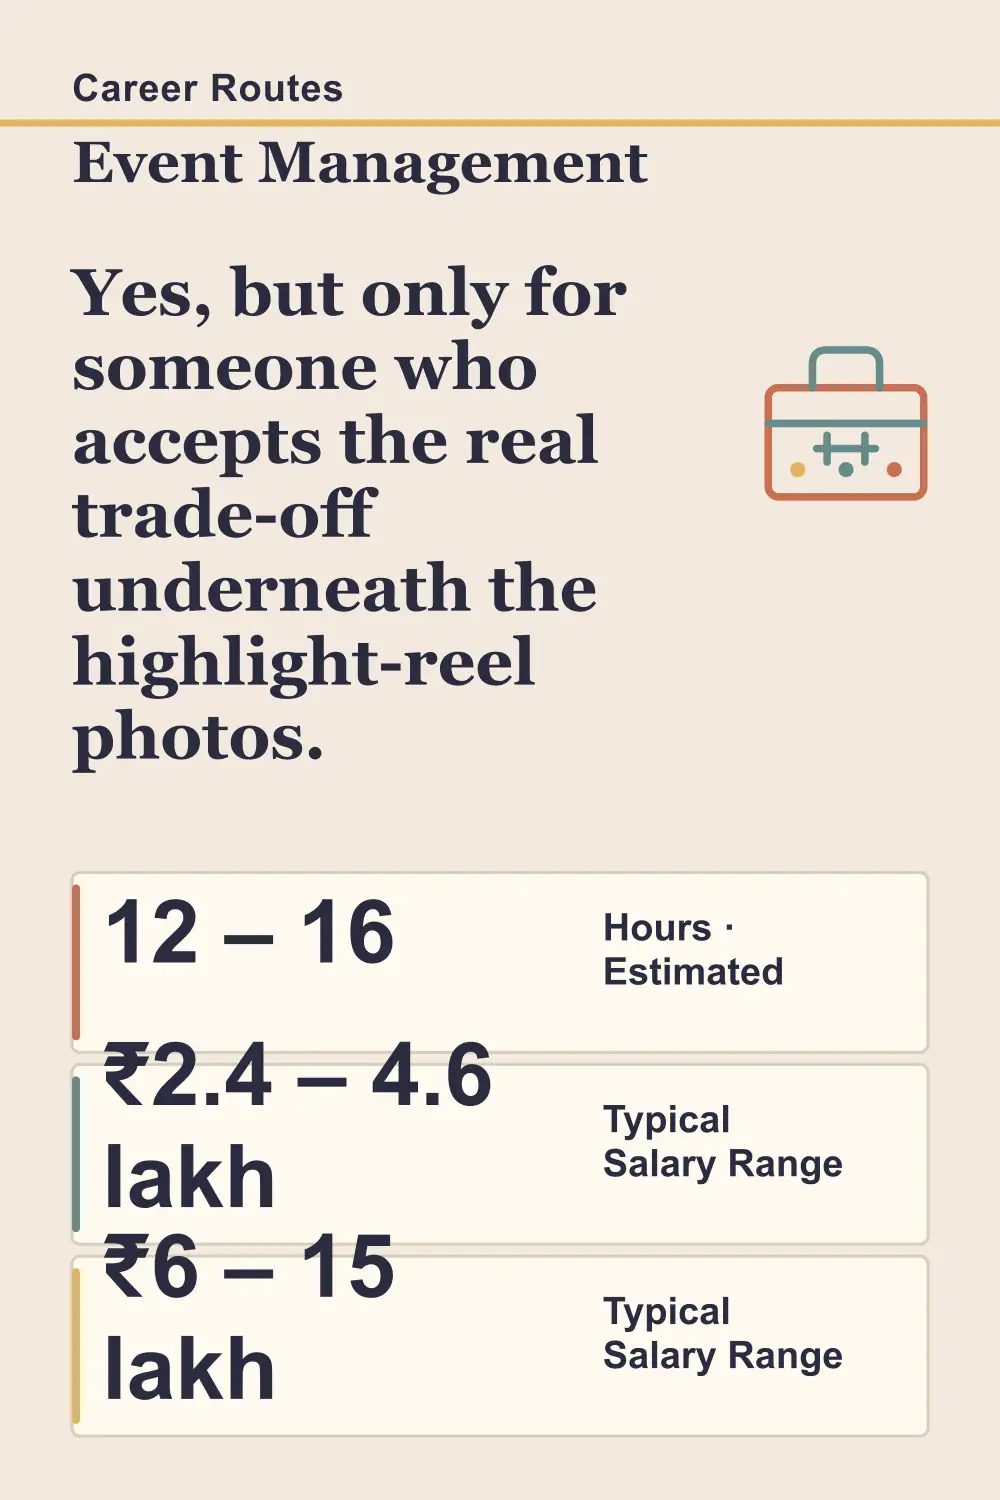 Career Routes
Event Management
Yes, but only for
someone who
accepts the real
trade-off
underneath the
highlight-reel
photos.
12 – 16
Hours ·
Estimated
₹2.4 – 4.6
lakh
Typical
Salary Range
₹6 – 15
lakh
Typical
Salary Range